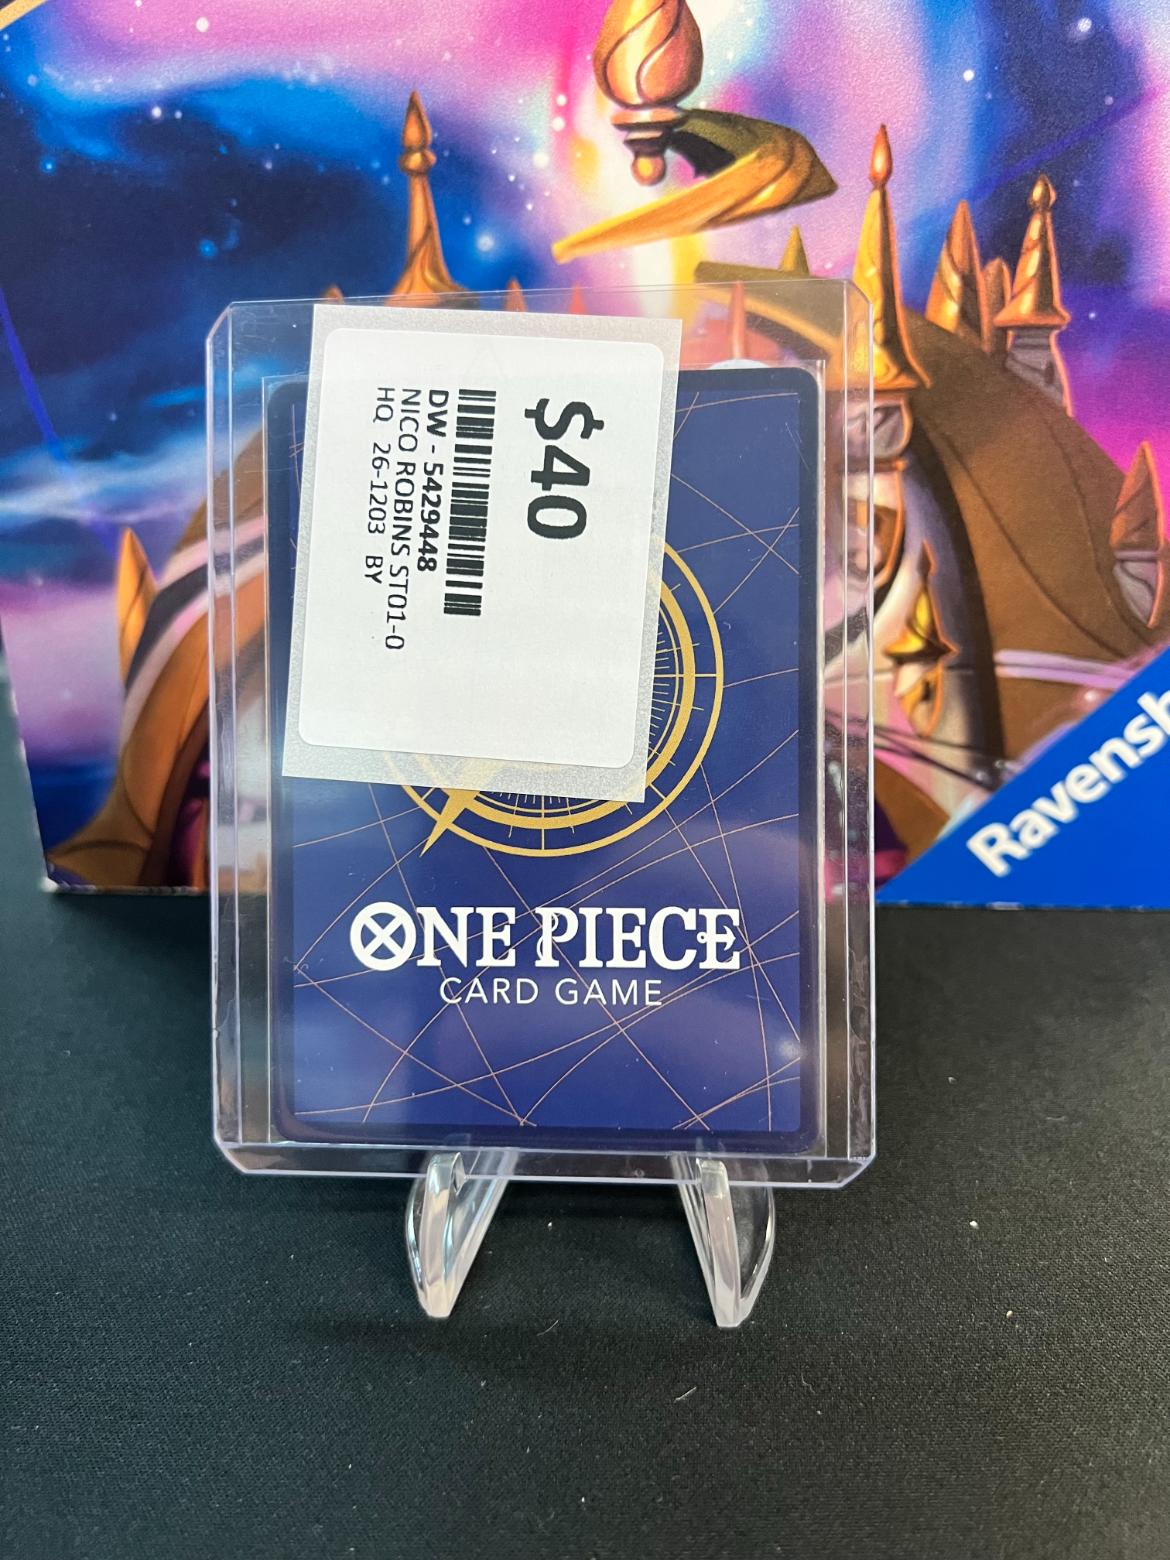 $40
DW - 5429448
NICO ROBINS ST01-0
HQ 26-1203 BY
ONE PIECE
CARD GAME
Ravensb